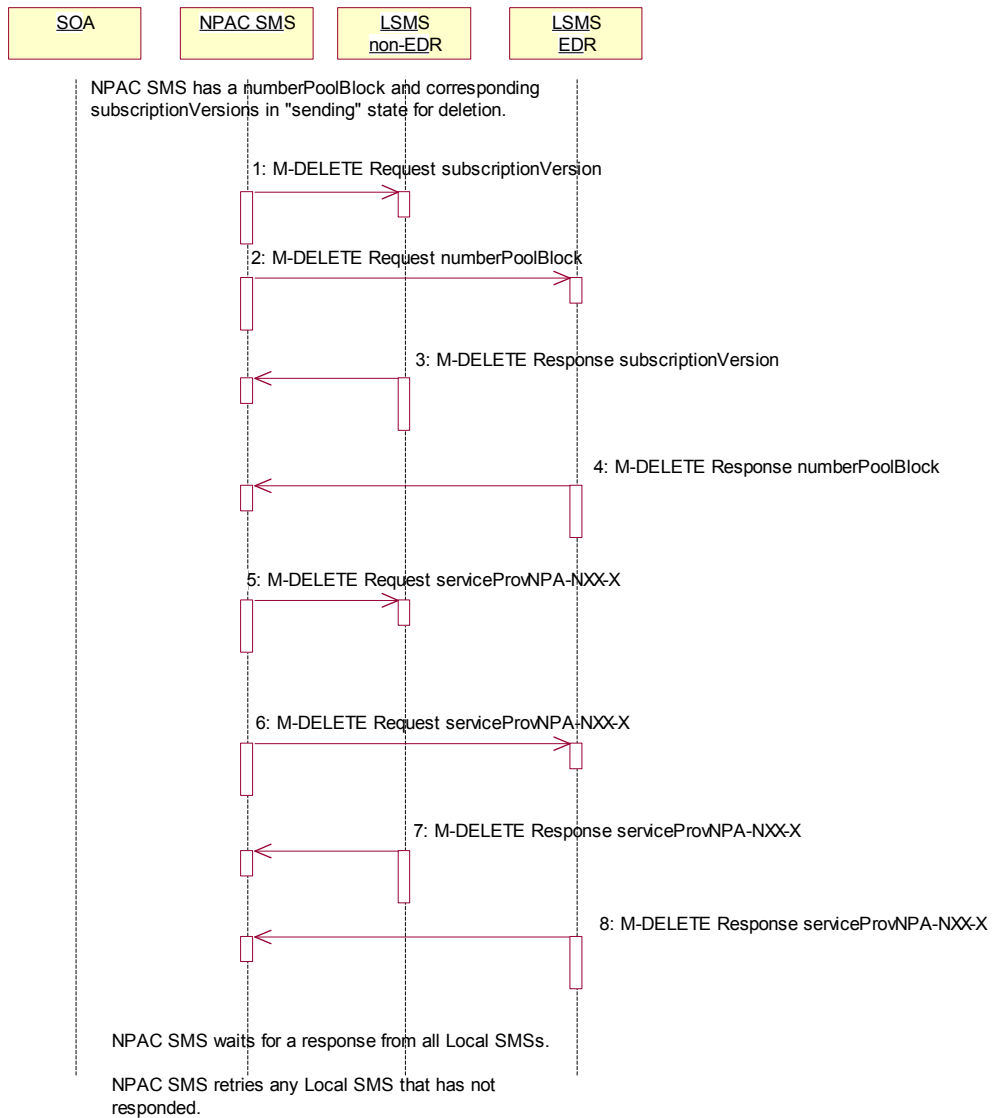 SOA
NPAC SMS
LSMS
non-EDR
LSMS
EDR
NPAC SMS has a numberPoolBlock and corresponding
subscriptionVersions in "sending" state for deletion.
1: M-DELETE Request subscriptionVersion
2: M-DELETE Request numberPoolBlock
3: M-DELETE Response subscriptionVersion
4: M-DELETE Response numberPoolBlock
5: M-DELETE Request serviceProvNPA-NXX-X
6: M-DELETE Request serviceProvNPA-NXX-X
7: M-DELETE Response serviceProvNPA-NXX-X
8: M-DELETE Response serviceProvNPA-NXX-X
NPAC SMS waits for a response from all Local SMSs.
NPAC SMS retries any Local SMS that has not
responded.